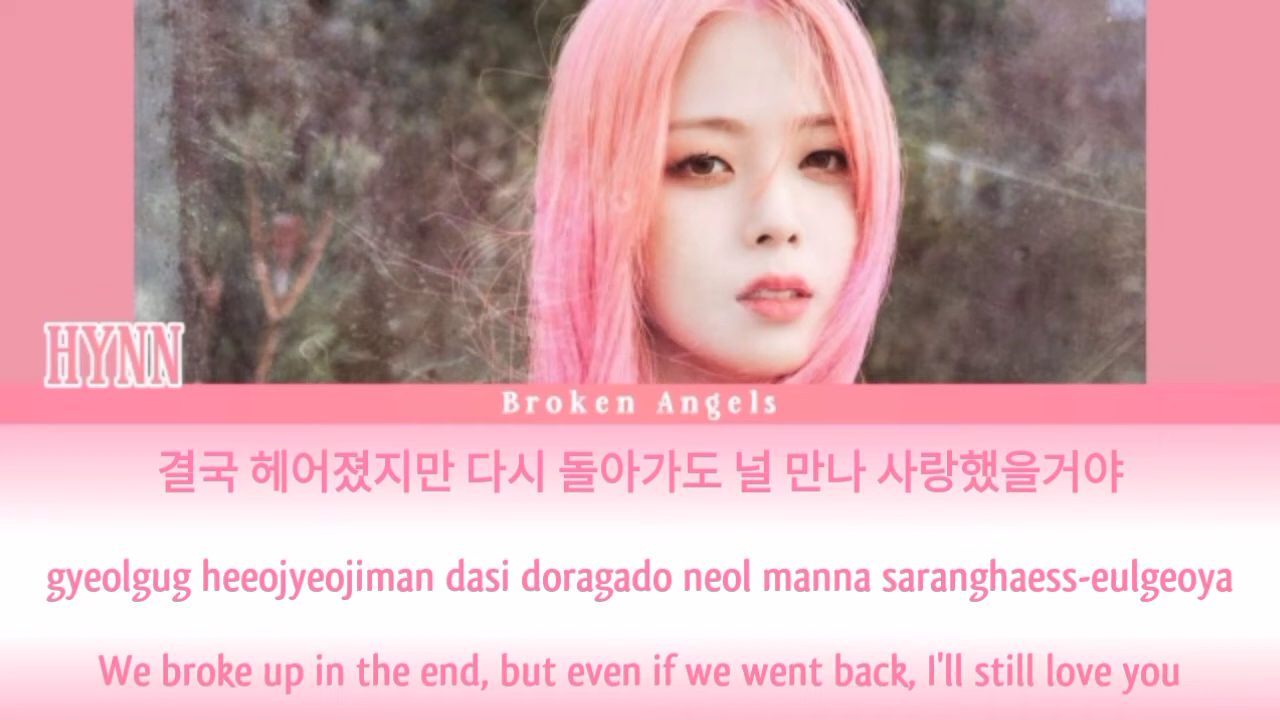 HYNN
Broken Angels
결국 헤어졌지만 다시 돌아가도 널 만나 사랑했을거야
gyeolgug heeojyeojiman dasi doragado neol manna saranghaess-eulgeoya
We broke up in the end, but even if we went back, I'll still love you